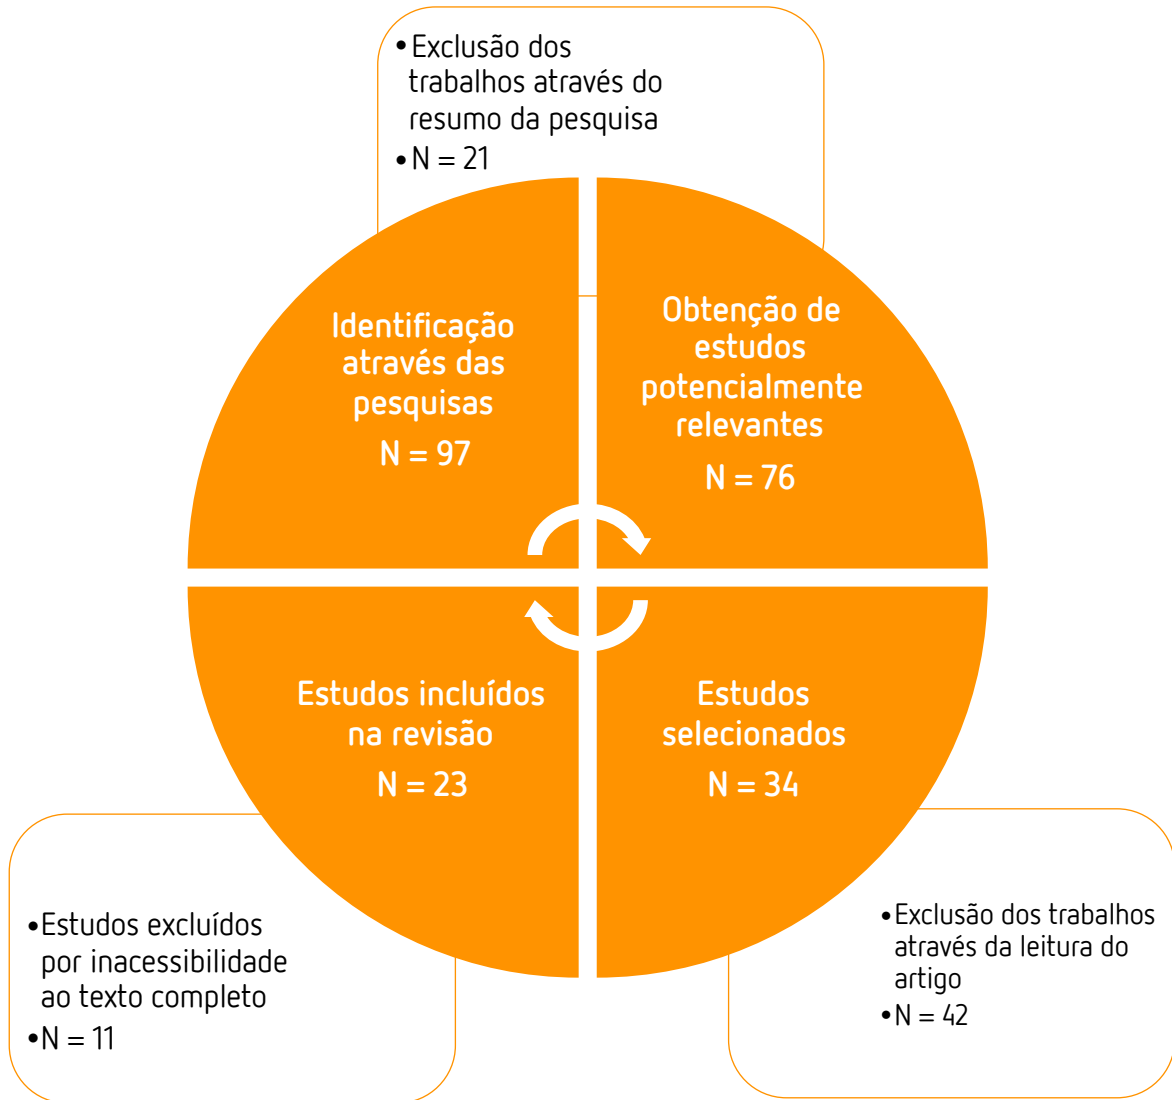 •Exclusão dos
trabalhos através do
resumo da pesquisa
•N = 21
Identificação
através das
pesquisas
N = 97
Obtenção de
estudos
potencialmente
relevantes
N = 76
Estudos incluídos
na revisão
N = 23
Estudos
selecionados
N = 34
•Estudos excluídos
por inacessibilidade
ao texto completo
•N = 11
•Exclusão dos trabalhos
através da leitura do
artigo
•N = 42